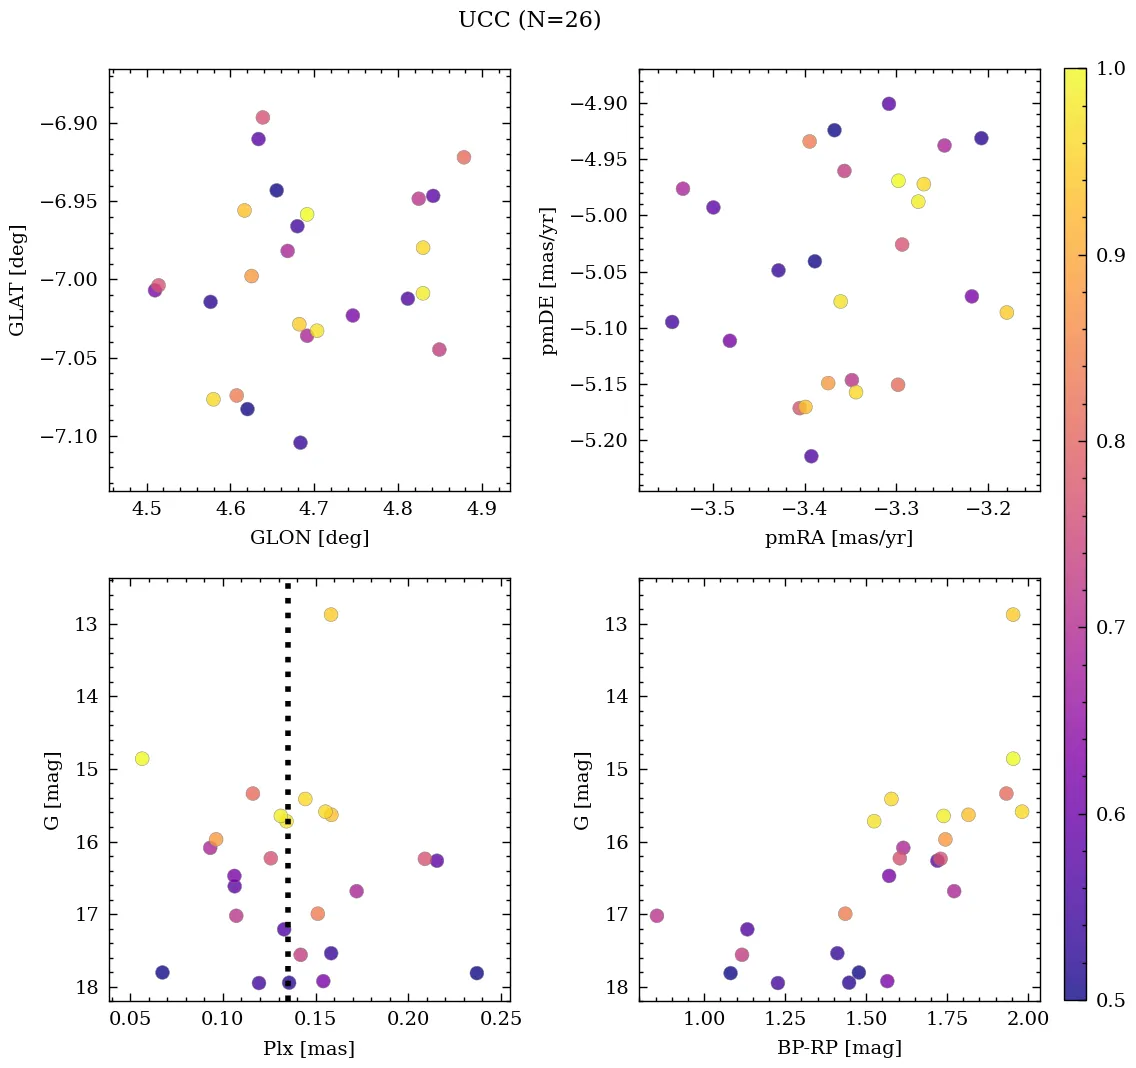 UCC (N=26)
−6.90
−6.95
−7.00
−7.05
−7.10
GLAT [deg]
4.5 4.6 4.7 4.8 4.9
GLON [deg]
−4.90
−4.95
−5.00
−5.05
−5.10
−5.15
−5.20
pmDE [mas/yr]
−3.5 −3.4 −3.3 −3.2
pmRA [mas/yr]
13
14
15
16
17
18
G [mag]
0.05 0.10 0.15 0.20 0.25
Plx [mas]
13
14
15
16
17
18
G [mag]
1.00 1.25 1.50 1.75 2.00
BP-RP [mag]
1.0
0.9
0.8
0.7
0.6
0.5